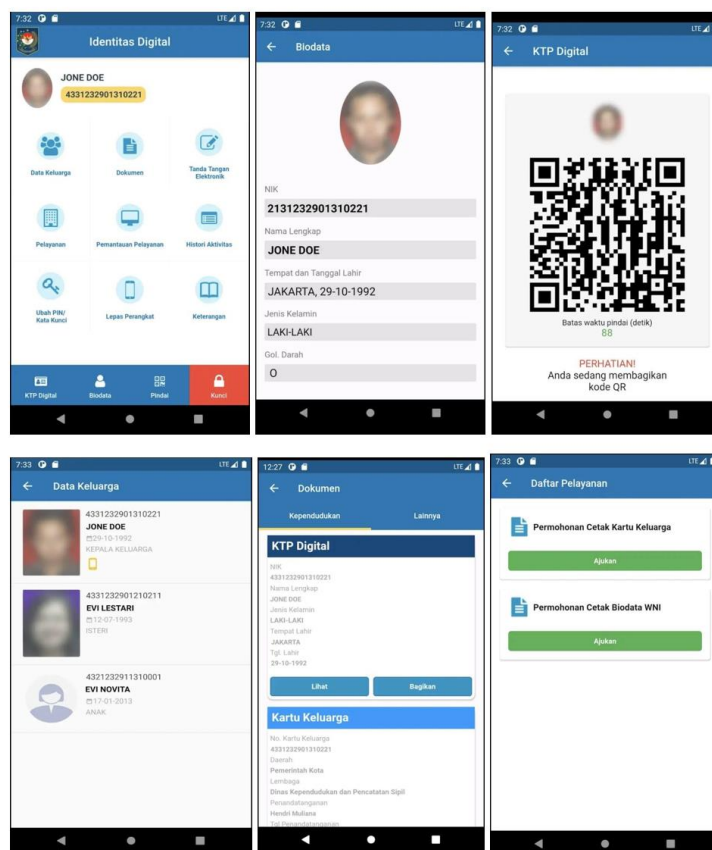 7:32
LTE
Identitas Digital
JONE DOE
4331232901310221
Data Keluarga
Dokumen
Tanda Tangan
Elektronik
Pelayanan
Pemantauan Pelayanan
Histori Aktivitas
Ubah PIN/
Kata Kunci
Lepas Perangkat
Keterangan
KTP Digital
Biodata
Pindai
Kunci
7:32
LTE
Biodata
NIK
2131232901310221
Nama Lengkap
JONE DOE
Tempat dan Tanggal Lahir
JAKARTA, 29-10-1992
Jenis Kelamin
LAKI-LAKI
Gol. Darah
O
7:32
LTE
KTP Digital
Batas waktu pindai (detik)
88
PERHATIAN!
Anda sedang membagikan
kode QR
7:33
LTE
Data Keluarga
4331232901310221
JONE DOE
29-10-1992
KEPALA KELUARGA
4331232901210211
EVI LESTARI
12-07-1993
ISTERI
4321232911310001
EVI NOVITA
17-01-2013
ANAK
12:27
LTE
Dokumen
Kependudukan
Lainnya
KTP Digital
NIK
4331232901310221
Nama Lengkap
JONE DOE
Jenis Kelamin
LAKI-LAKI
Tempat Lahir
JAKARTA
Tgl. Lahir
29-10-1992
Lihat
Bagikan
Kartu Keluarga
No. Kartu Keluarga
4331232901310221
Daerah
Pemerintah Kota
Lembaga
Dinas Kependudukan dan Pencatatan Sipil
Penandatanganan
Hendri Muliana
Tgl Penandatanganan
7:33
LTE
Daftar Pelayanan
Permohonan Cetak Kartu Keluarga
Ajukan
Permohonan Cetak Biodata WNI
Ajukan